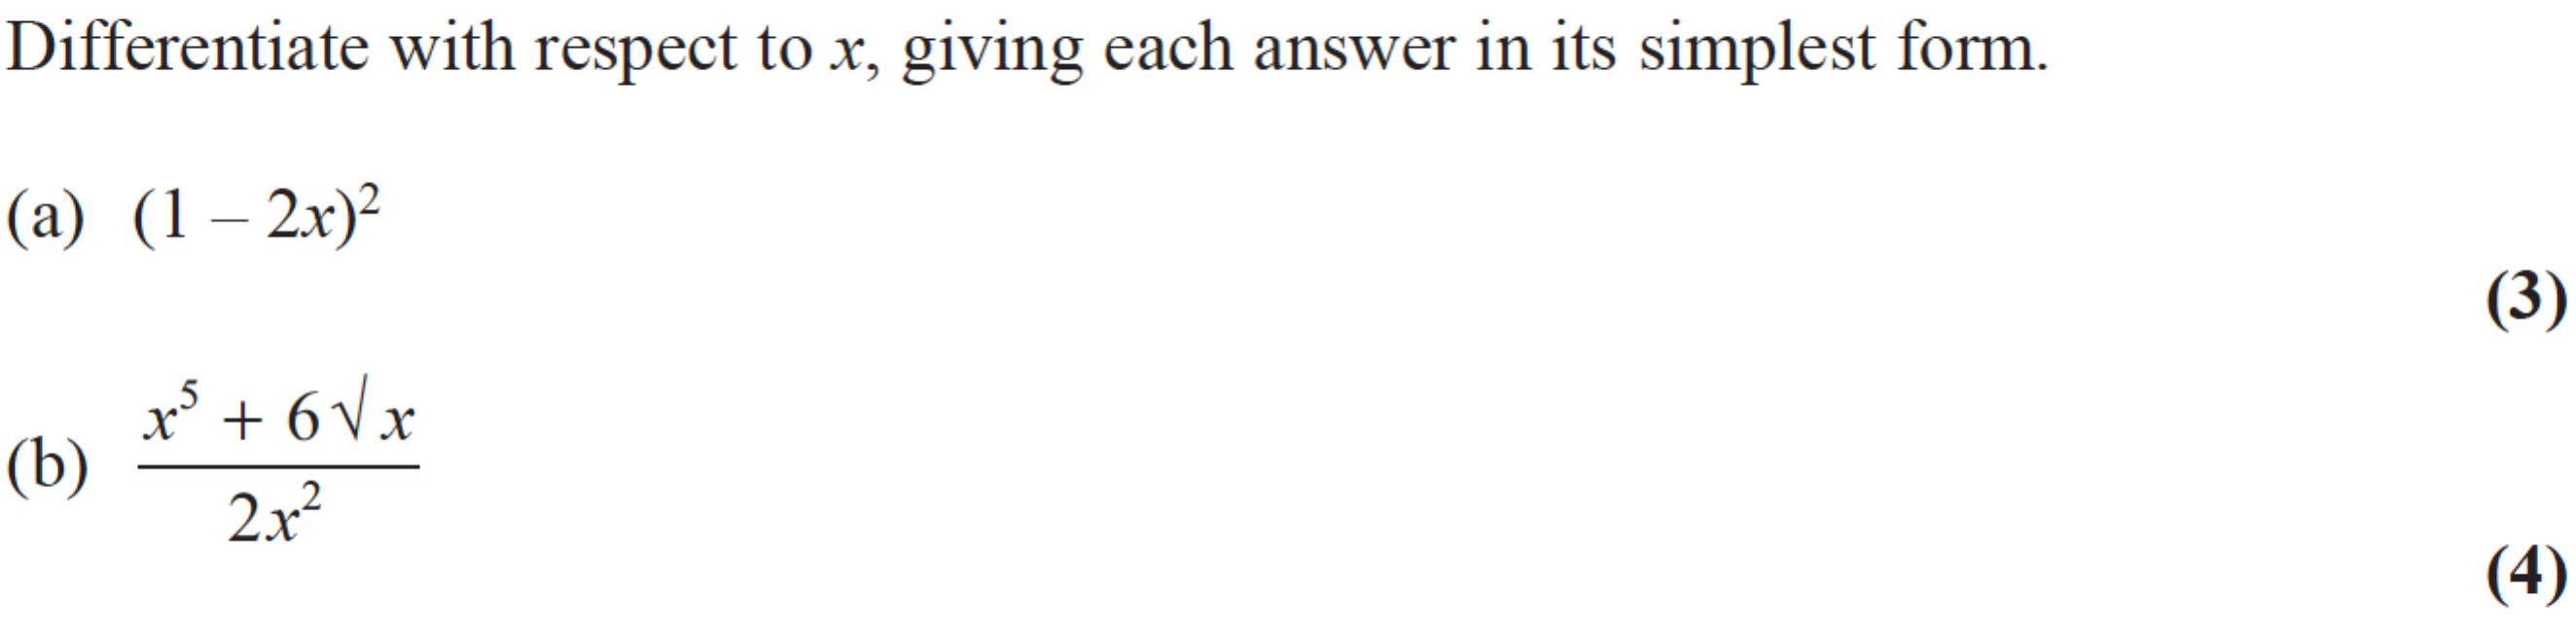 Differentiate with respect to x, giving each answer in its simplest form.
(a) (1 – 2x)²
(3)
(b) \frac{x^5 + 6√x}{2x^2}
(4)